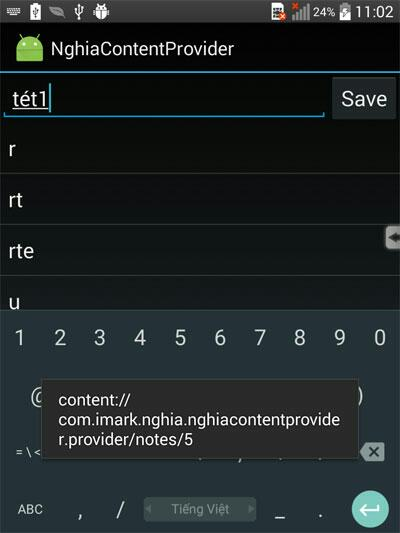 24% 11:02
NghiaContentProvider
tét1 Save
r
rt
rte
u
1 2 3 4 5 6 7 8 9 0
@ )
content://
com.imark.nghia.nghiacontentprovide
r.provider/notes/5
=\<
ABC , / Tiếng Việt _ .